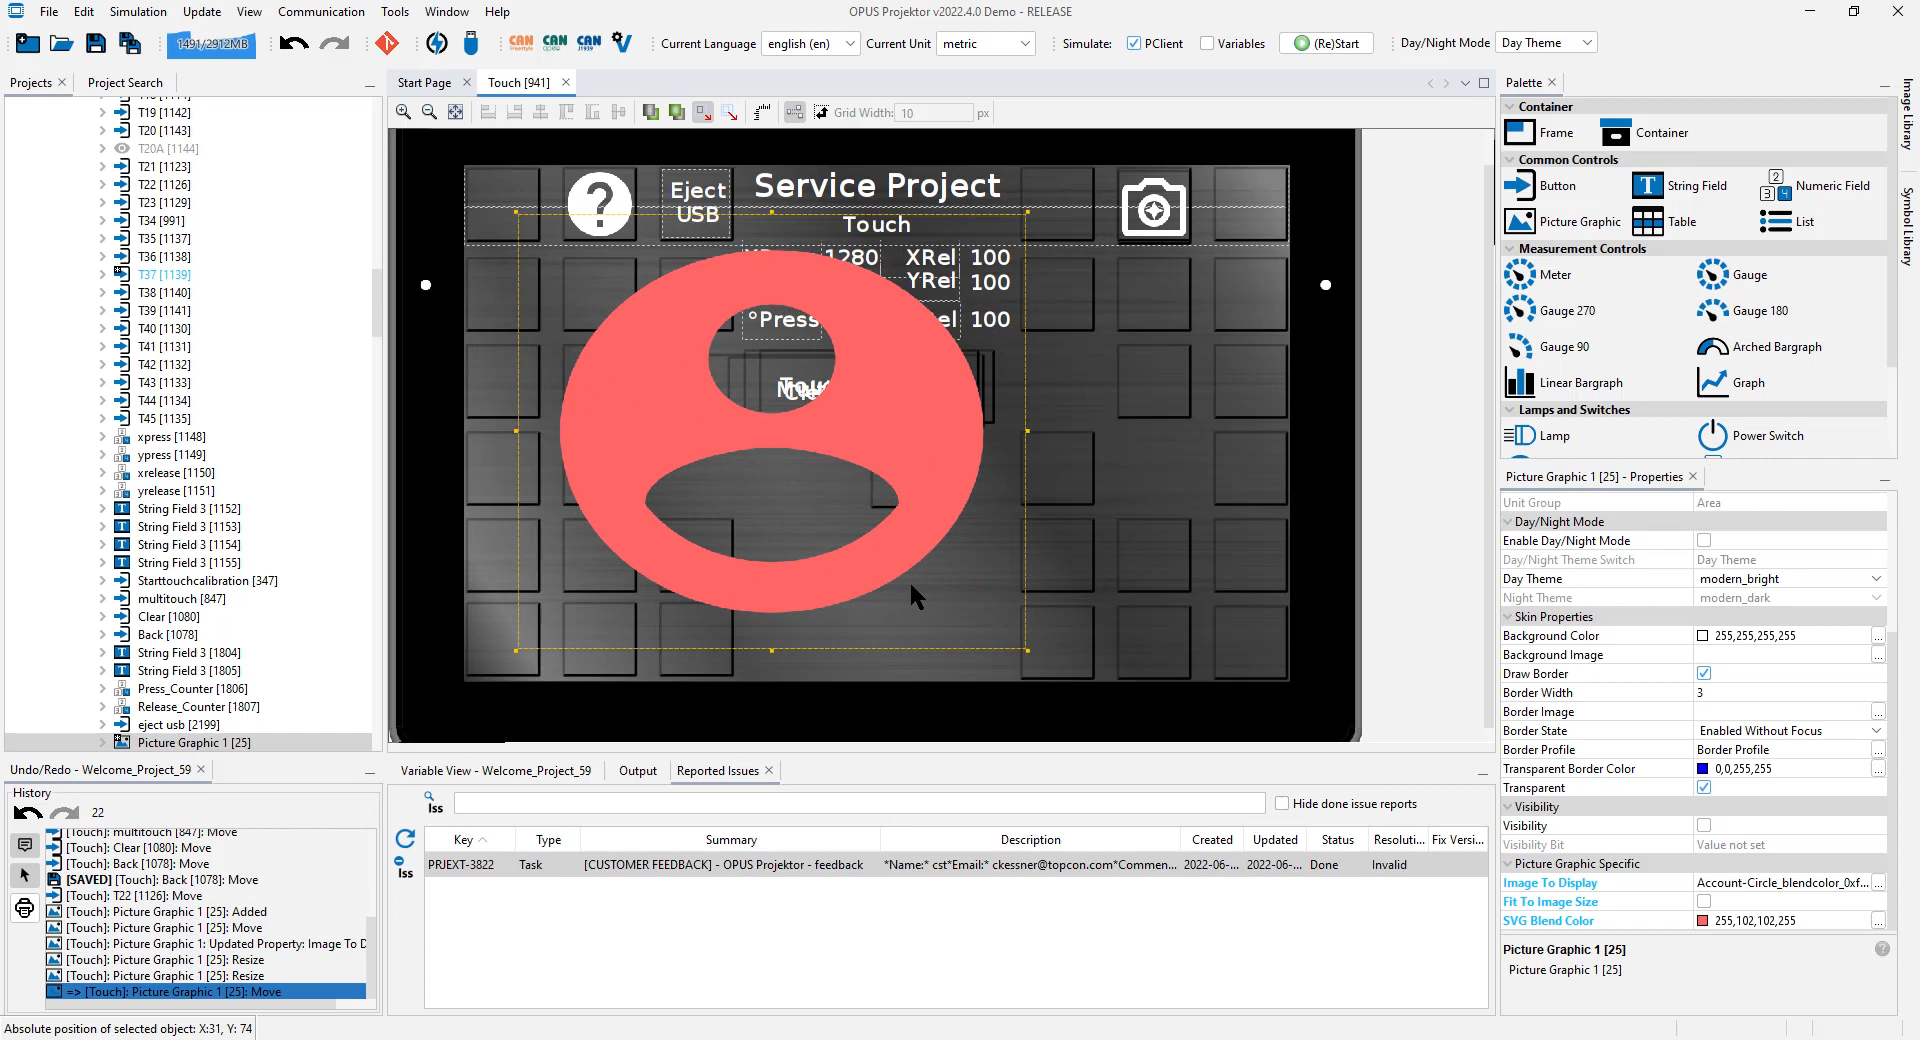 File Edit Simulation Update View Communication Tools Window Help
OPUS Projektor v2022.4.0 Demo - RELEASE
1491/2912MB
CAN Freestyle
CAN open
CAN J1939
Current Language english (en) Current Unit metric Simulate: PClient Variables (Re)Start Day/Night Mode Day Theme
Projects Project Search
T19 [1142]
T20 [1143]
T20A [1144]
T21 [1123]
T22 [1126]
T23 [1129]
T34 [991]
T35 [1137]
T36 [1138]
T37 [1139]
T38 [1140]
T39 [1141]
T40 [1130]
T41 [1131]
T42 [1132]
T43 [1133]
T44 [1134]
T45 [1135]
xpress [1148]
ypress [1149]
xrelease [1150]
yrelease [1151]
String Field 3 [1152]
String Field 3 [1153]
String Field 3 [1154]
String Field 3 [1155]
Starttouchcalibration [347]
multitouch [847]
Clear [1080]
Back [1078]
String Field 3 [1804]
String Field 3 [1805]
Press_Counter [1806]
Release_Counter [1807]
eject usb [2199]
Picture Graphic 1 [25]
Undo/Redo - Welcome_Project_59
History
22
[Touch]: multitouch [847]: Move
[Touch]: Clear [1080]: Move
[Touch]: Back [1078]: Move
[SAVED] [Touch]: Back [1078]: Move
[Touch]: T22 [1126]: Move
[Touch]: Picture Graphic 1 [25]: Added
[Touch]: Picture Graphic 1 [25]: Move
[Touch]: Picture Graphic 1: Updated Property: Image To D
[Touch]: Picture Graphic 1 [25]: Resize
[Touch]: Picture Graphic 1 [25]: Resize
=> [Touch]: Picture Graphic 1 [25]: Move
Absolute position of selected object: X:31, Y: 74
Start Page Touch [941]
Grid Width: 10 px
?
Eject
USB
Service Project
Touch
1280 XRel 100
YRel 100
°Press el 100
Variable View - Welcome_Project_59 Output Reported Issues
Iss
Hide done issue reports
Key Type Summary Description Created Updated Status Resoluti... Fix Versi...
PRJEXT-3822 Task [CUSTOMER FEEDBACK] - OPUS Projektor - feedback *Name:* cst*Email:* ckessner@topcon.com*Commen... 2022-06-... 2022-06-... Done Invalid
Iss
Palette
Container
Frame Container
Common Controls
Button String Field Numeric Field
Picture Graphic Table List
Measurement Controls
Meter Gauge
Gauge 270 Gauge 180
Gauge 90 Arched Bargraph
Linear Bargraph Graph
Lamps and Switches
Lamp Power Switch
Image Library
Symbol Library
Picture Graphic 1 [25] - Properties
Unit Group Area
Day/Night Mode
Enable Day/Night Mode
Day/Night Theme Switch Day Theme
Day Theme modern_bright
Night Theme modern_dark
Skin Properties
Background Color 255,255,255,255 ...
Background Image ...
Draw Border
Border Width 3
Border Image ...
Border State Enabled Without Focus
Border Profile Border Profile ...
Transparent Border Color 0,0,255,255 ...
Transparent
Visibility
Visibility
Visibility Bit Value not set
Picture Graphic Specific
Image To Display Account-Circle_blendcolor_0xf... ...
Fit To Image Size
SVG Blend Color 255,102,102,255 ...
Picture Graphic 1 [25]
Picture Graphic 1 [25]